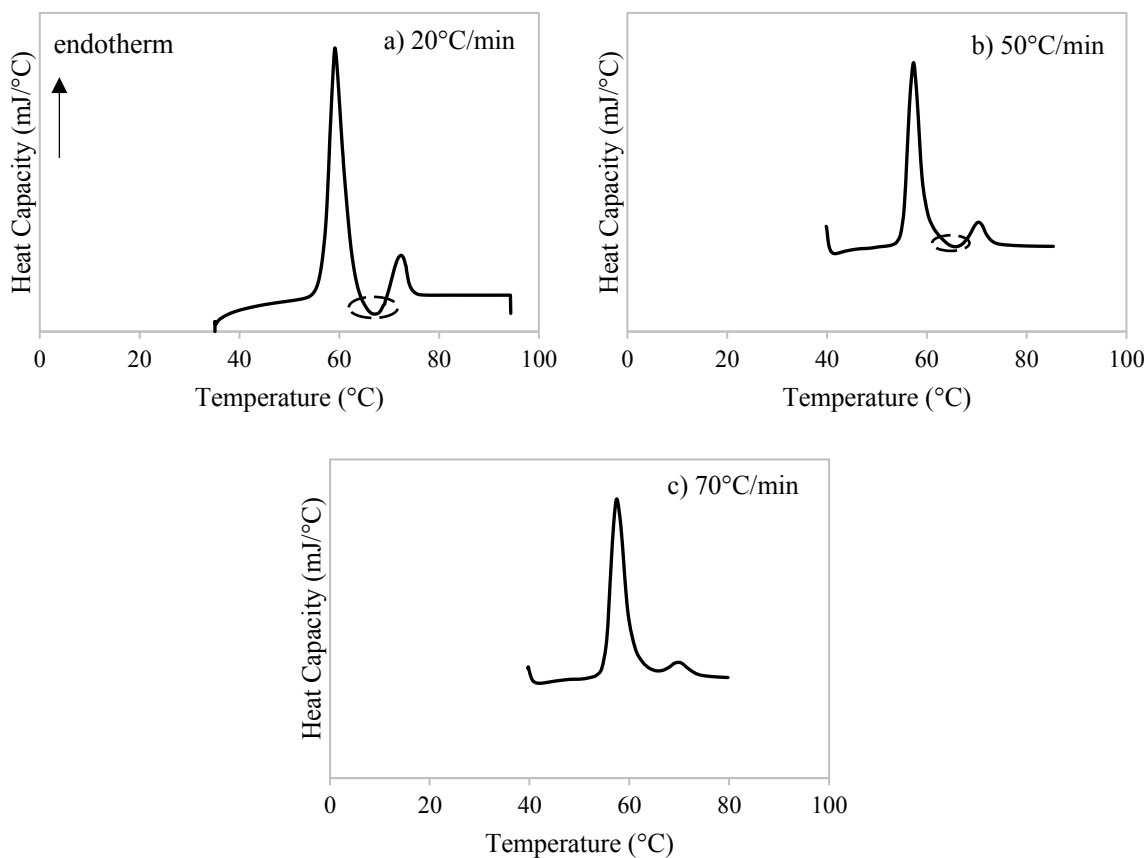 endotherm
a) 20°C/min
Heat Capacity (mJ/°C)
0 20 40 60 80 100
Temperature (°C)
b) 50°C/min
Heat Capacity (mJ/°C)
0 20 40 60 80 100
Temperature (°C)
c) 70°C/min
Heat Capacity (mJ/°C)
0 20 40 60 80 100
Temperature (°C)